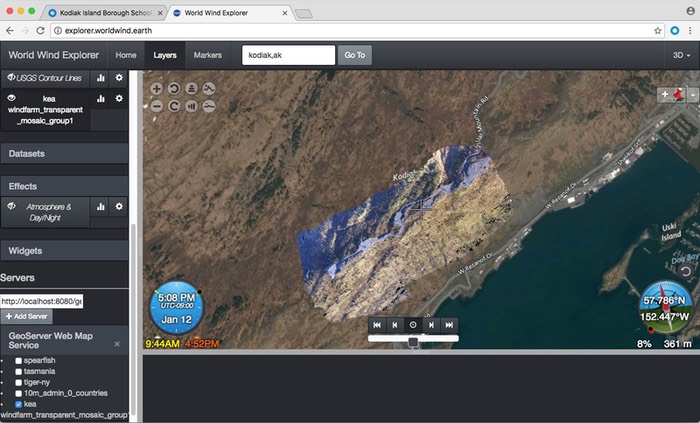 Kodiak Island Borough School
World Wind Explorer
explorer.worldwind.earth
World Wind Explorer
Home
Layers
Markers
kodiak,ak
Go To
3D
USGS Contour Lines
kea
windfarm_transparent
_mosaic_group1
Datasets
Effects
Atmosphere &
Day/Night
Widgets
Servers
http://localhost:8080/ge
+ Add Server
GeoServer Web Map
Service
spearfish
tasmania
tiger-ny
10m_admin_0_countries
kea
windfarm_transparent_mosaic_group1
Kodiak
W Rezanof Dr
W Rezanof Dr
Uski
Island
Dog Bay
5:08 PM
UTC-09:00
Jan 12
9:44AM 4:52PM
57.786°N
152.447°W
8% 361 m